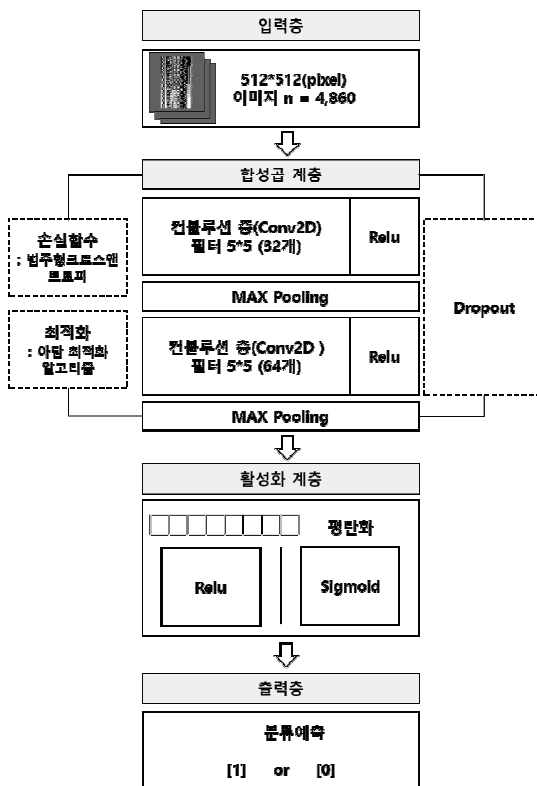 입력층
512*512(pixel)
이미지 n = 4,860
합성곱 계층
컨볼루션 층(Conv2D)
필터 5*5 (32개)
Relu
손실함수
: 범주형크로스엔
트로피
MAX Pooling
Dropout
최적화
: 아담 최적화
알고리즘
컨볼루션 층(Conv2D )
필터 5*5 (64개)
Relu
MAX Pooling
활성화 계층
평탄화
Relu
Sigmoid
출력층
분류예측
[1] or [0]